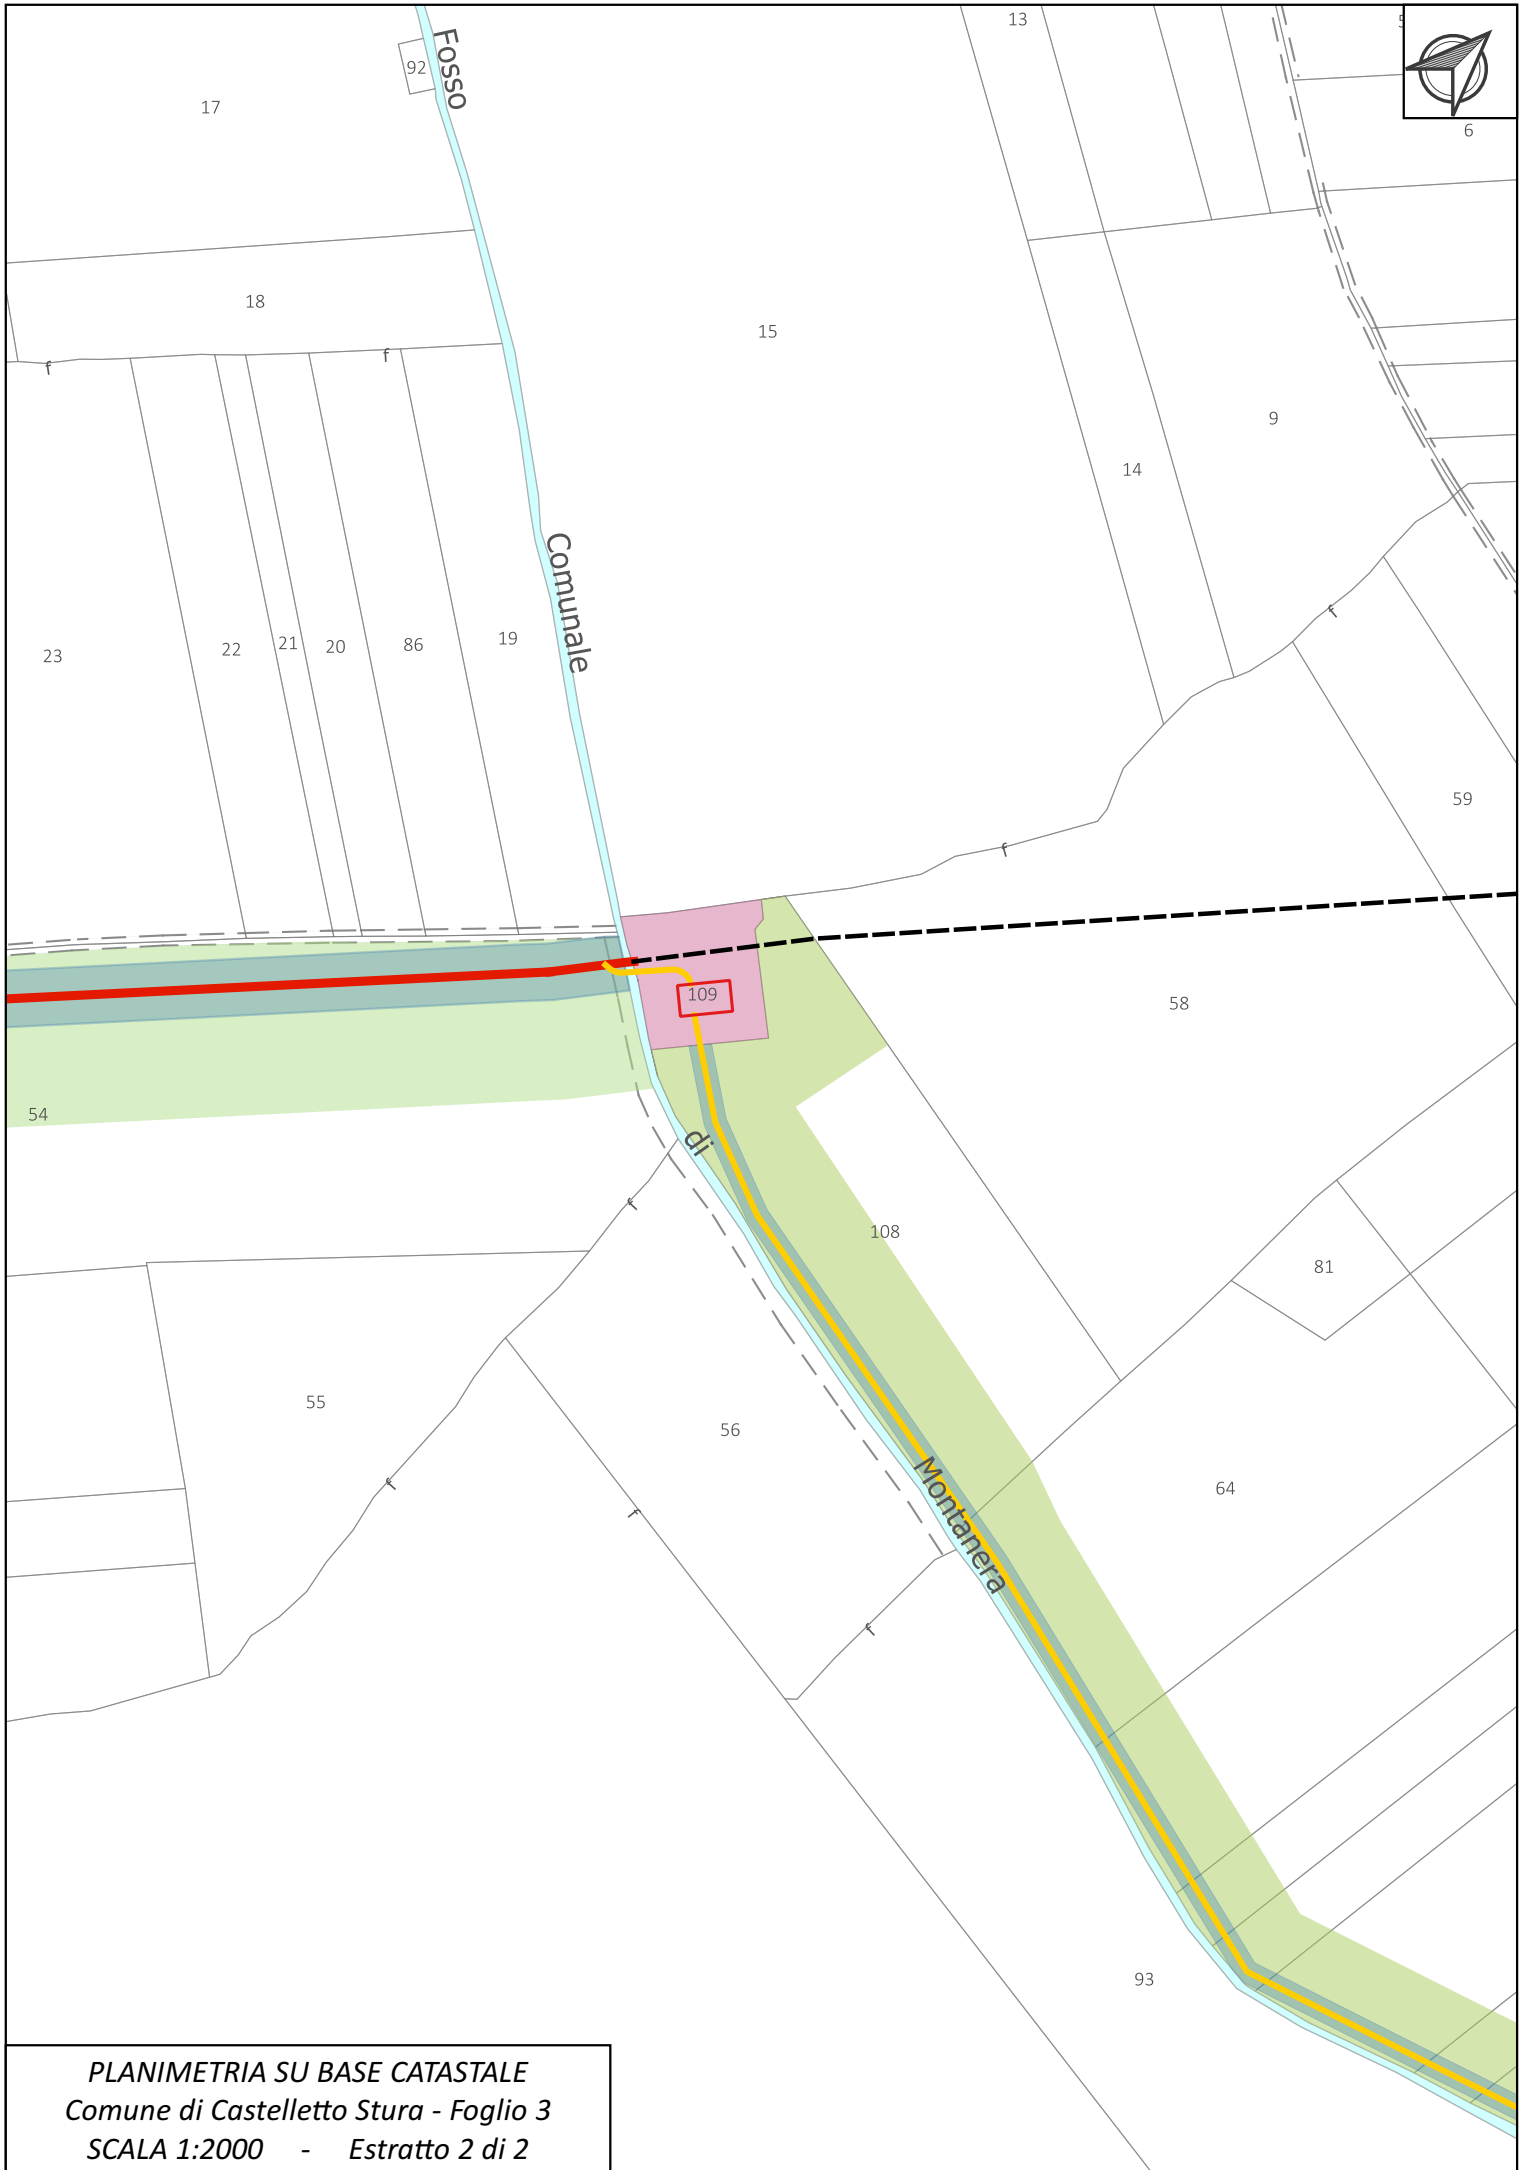 13
92
Fosso
17
6
18
15
f
f
9
14
Comunale
f
23
22
21
20
86
19
59
f
109
58
54
di
f
108
81
55
56
f
Montanera
64
f
f
93
PLANIMETRIA SU BASE CATASTALE
Comune di Castelletto Stura - Foglio 3
SCALA 1:2000 - Estratto 2 di 2